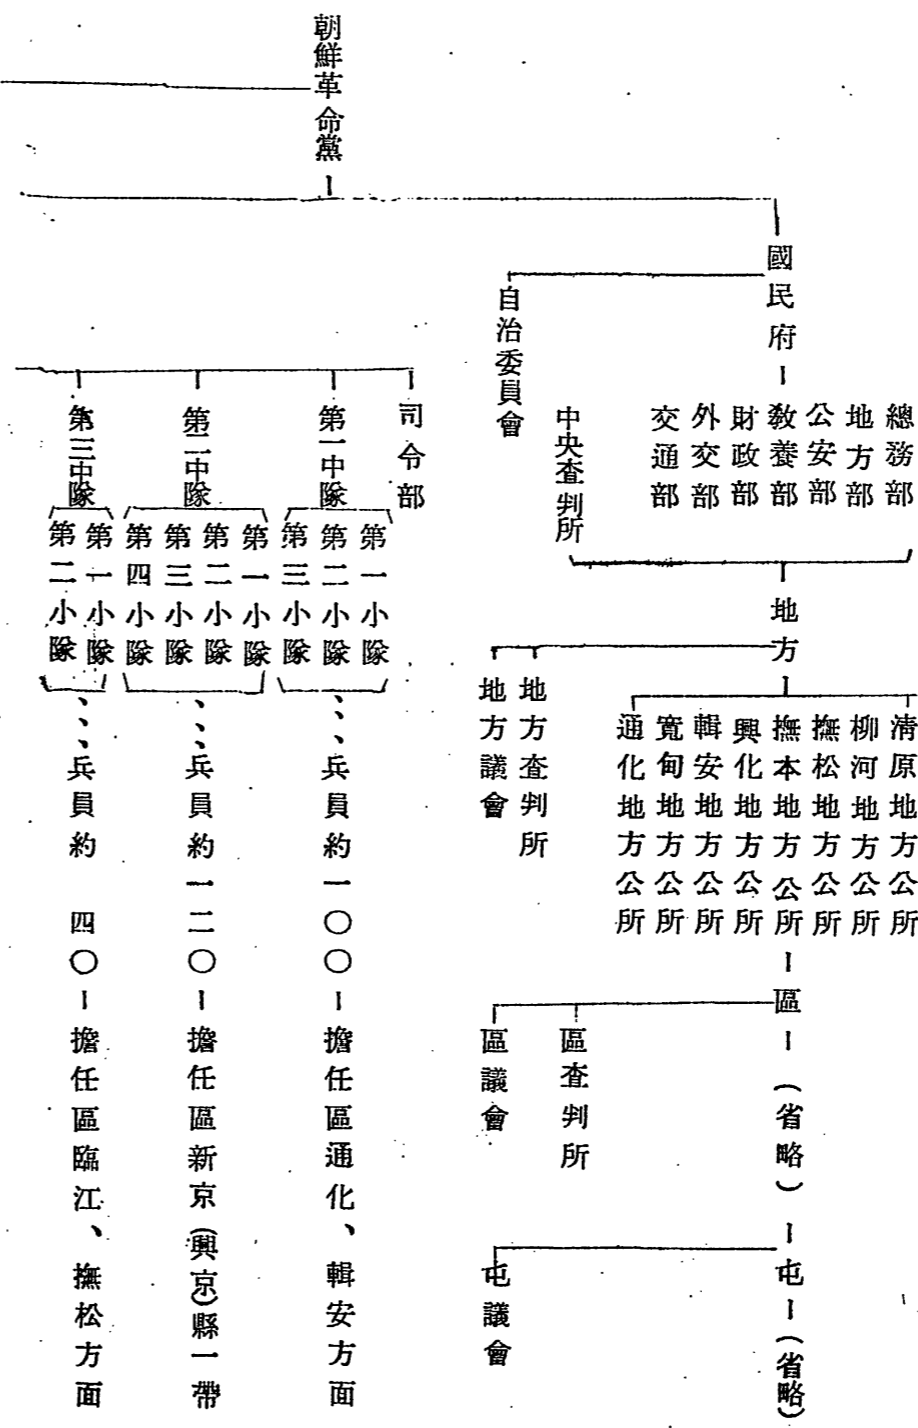 朝鮮革命黨
國民府
總務部
地方部
公安部
敎養部
財政部
外交部
交通部
中央査判所
自治委員會
地方
清原地方公所
柳河地方公所
撫松地方公所
撫本地方公所
興化地方公所
輯安地方公所
寬甸地方公所
通化地方公所
地方査判所
地方議會
區
(省略)
區査判所
區議會
屯
(省略)
屯議會
司令部
第一中隊
第一小隊
第二小隊
第三小隊
、、、兵員約一〇〇
擔任區通化、輯安方面
第二中隊
第一小隊
第二小隊
第三小隊
第四小隊
、、、兵員約一二〇
擔任區新京(興京)縣一帶
第三中隊
第一小隊
第二小隊
、、、兵員約 四〇
擔任區臨江、撫松方面